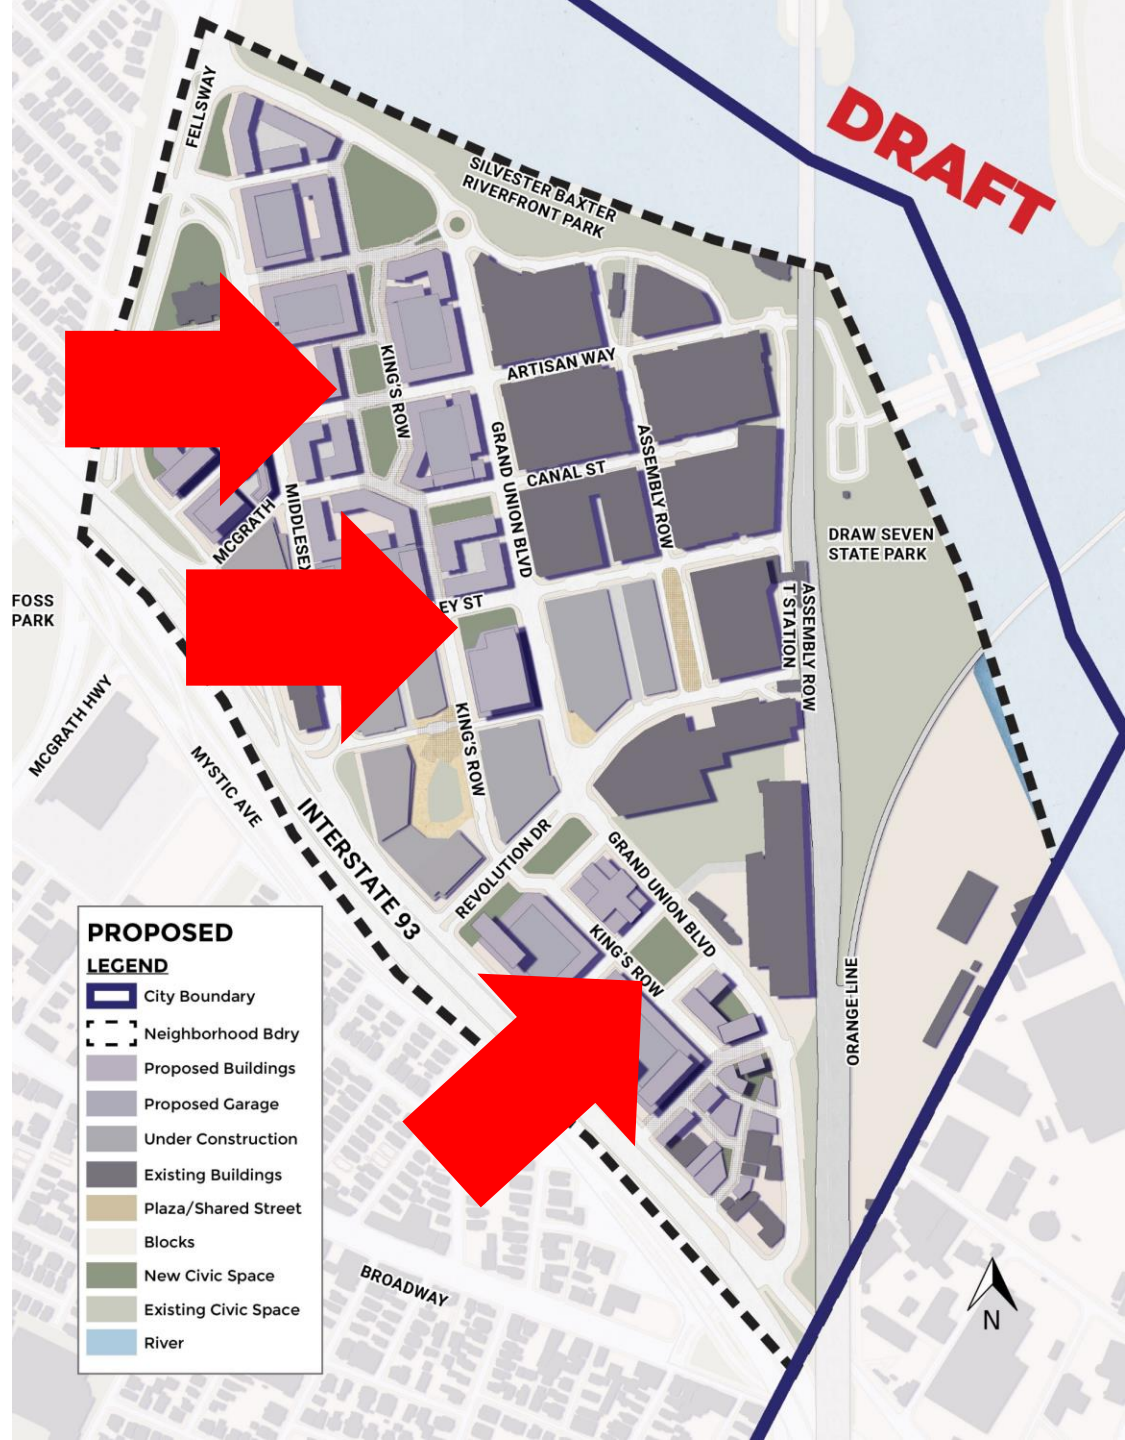 DRAFT
FELLSWAY
SILVESTER BAXTER
RIVERFRONT PARK
KING'S ROW
ARTISAN WAY
GRAND UNION BLVD
ASSEMBLY ROW
CANAL ST
MCGRATH
MIDDLESEX
DRAW SEVEN
STATE PARK
ASSEMBLY ROW
T STATION
FOSS
PARK
EY ST
MCGRATH HWY
MYSTIC AVE
KING'S ROW
INTERSTATE 93
REVOLUTION DR
GRAND UNION BLVD
KING'S ROW
ORANGE LINE
BROADWAY
N
PROPOSED
LEGEND
City Boundary
Neighborhood Bdry
Proposed Buildings
Proposed Garage
Under Construction
Existing Buildings
Plaza/Shared Street
Blocks
New Civic Space
Existing Civic Space
River